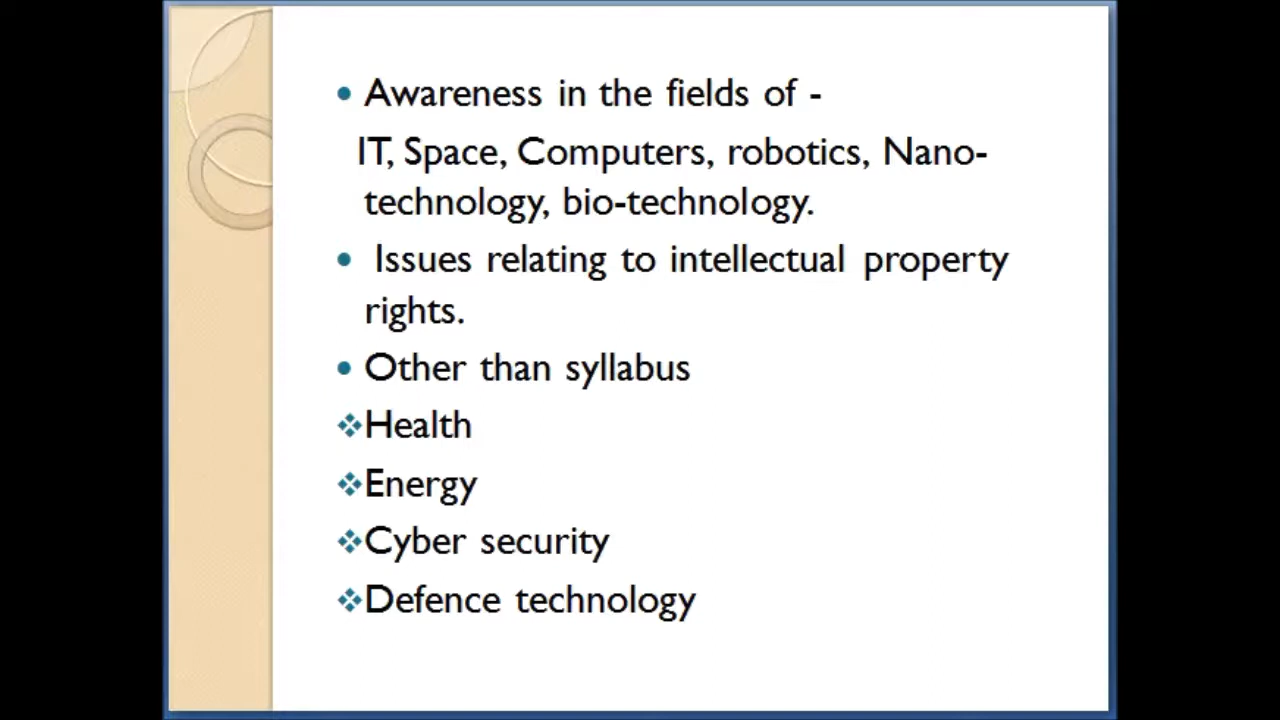 • Awareness in the fields of -
IT, Space, Computers, robotics, Nano-
technology, bio-technology.
• Issues relating to intellectual property
rights.
• Other than syllabus
❖Health
❖Energy
❖Cyber security
❖Defence technology